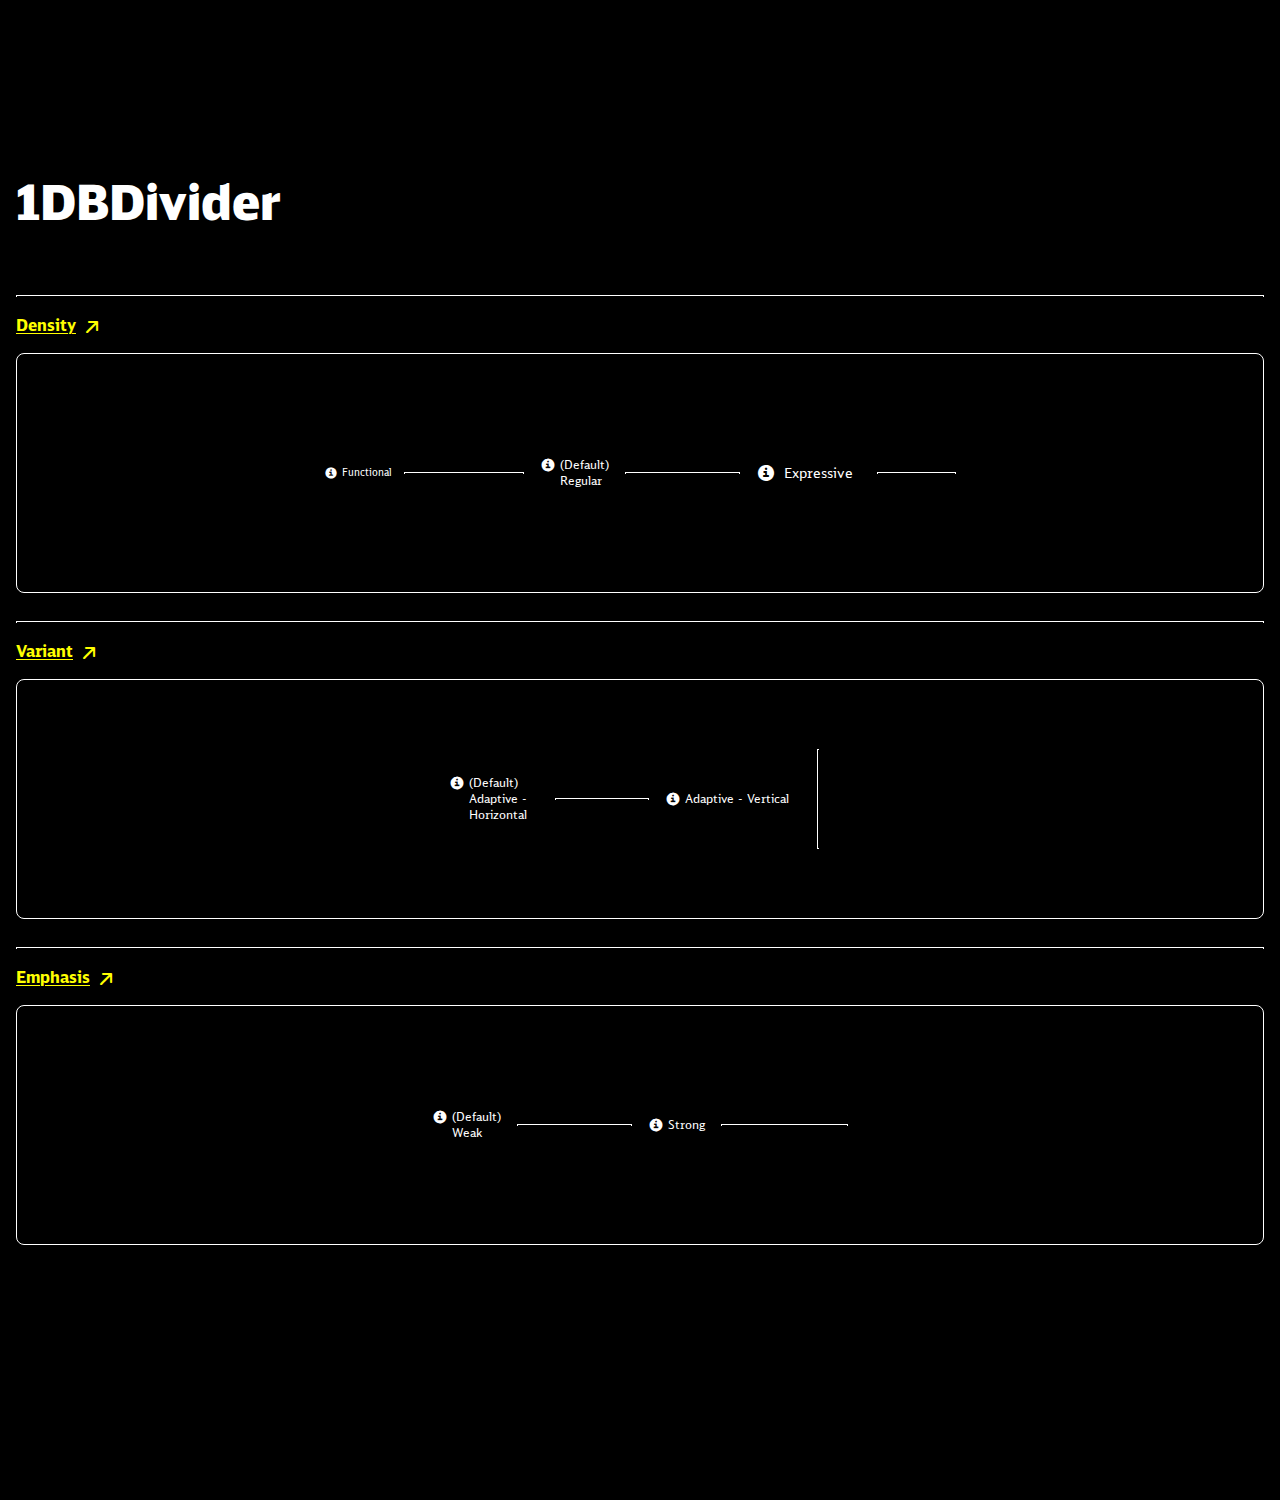 1DBDivider
Density
Functional
(Default)
Regular
Expressive
Variant
(Default)
Adaptive -
Horizontal
Adaptive - Vertical
Emphasis
(Default)
Weak
Strong